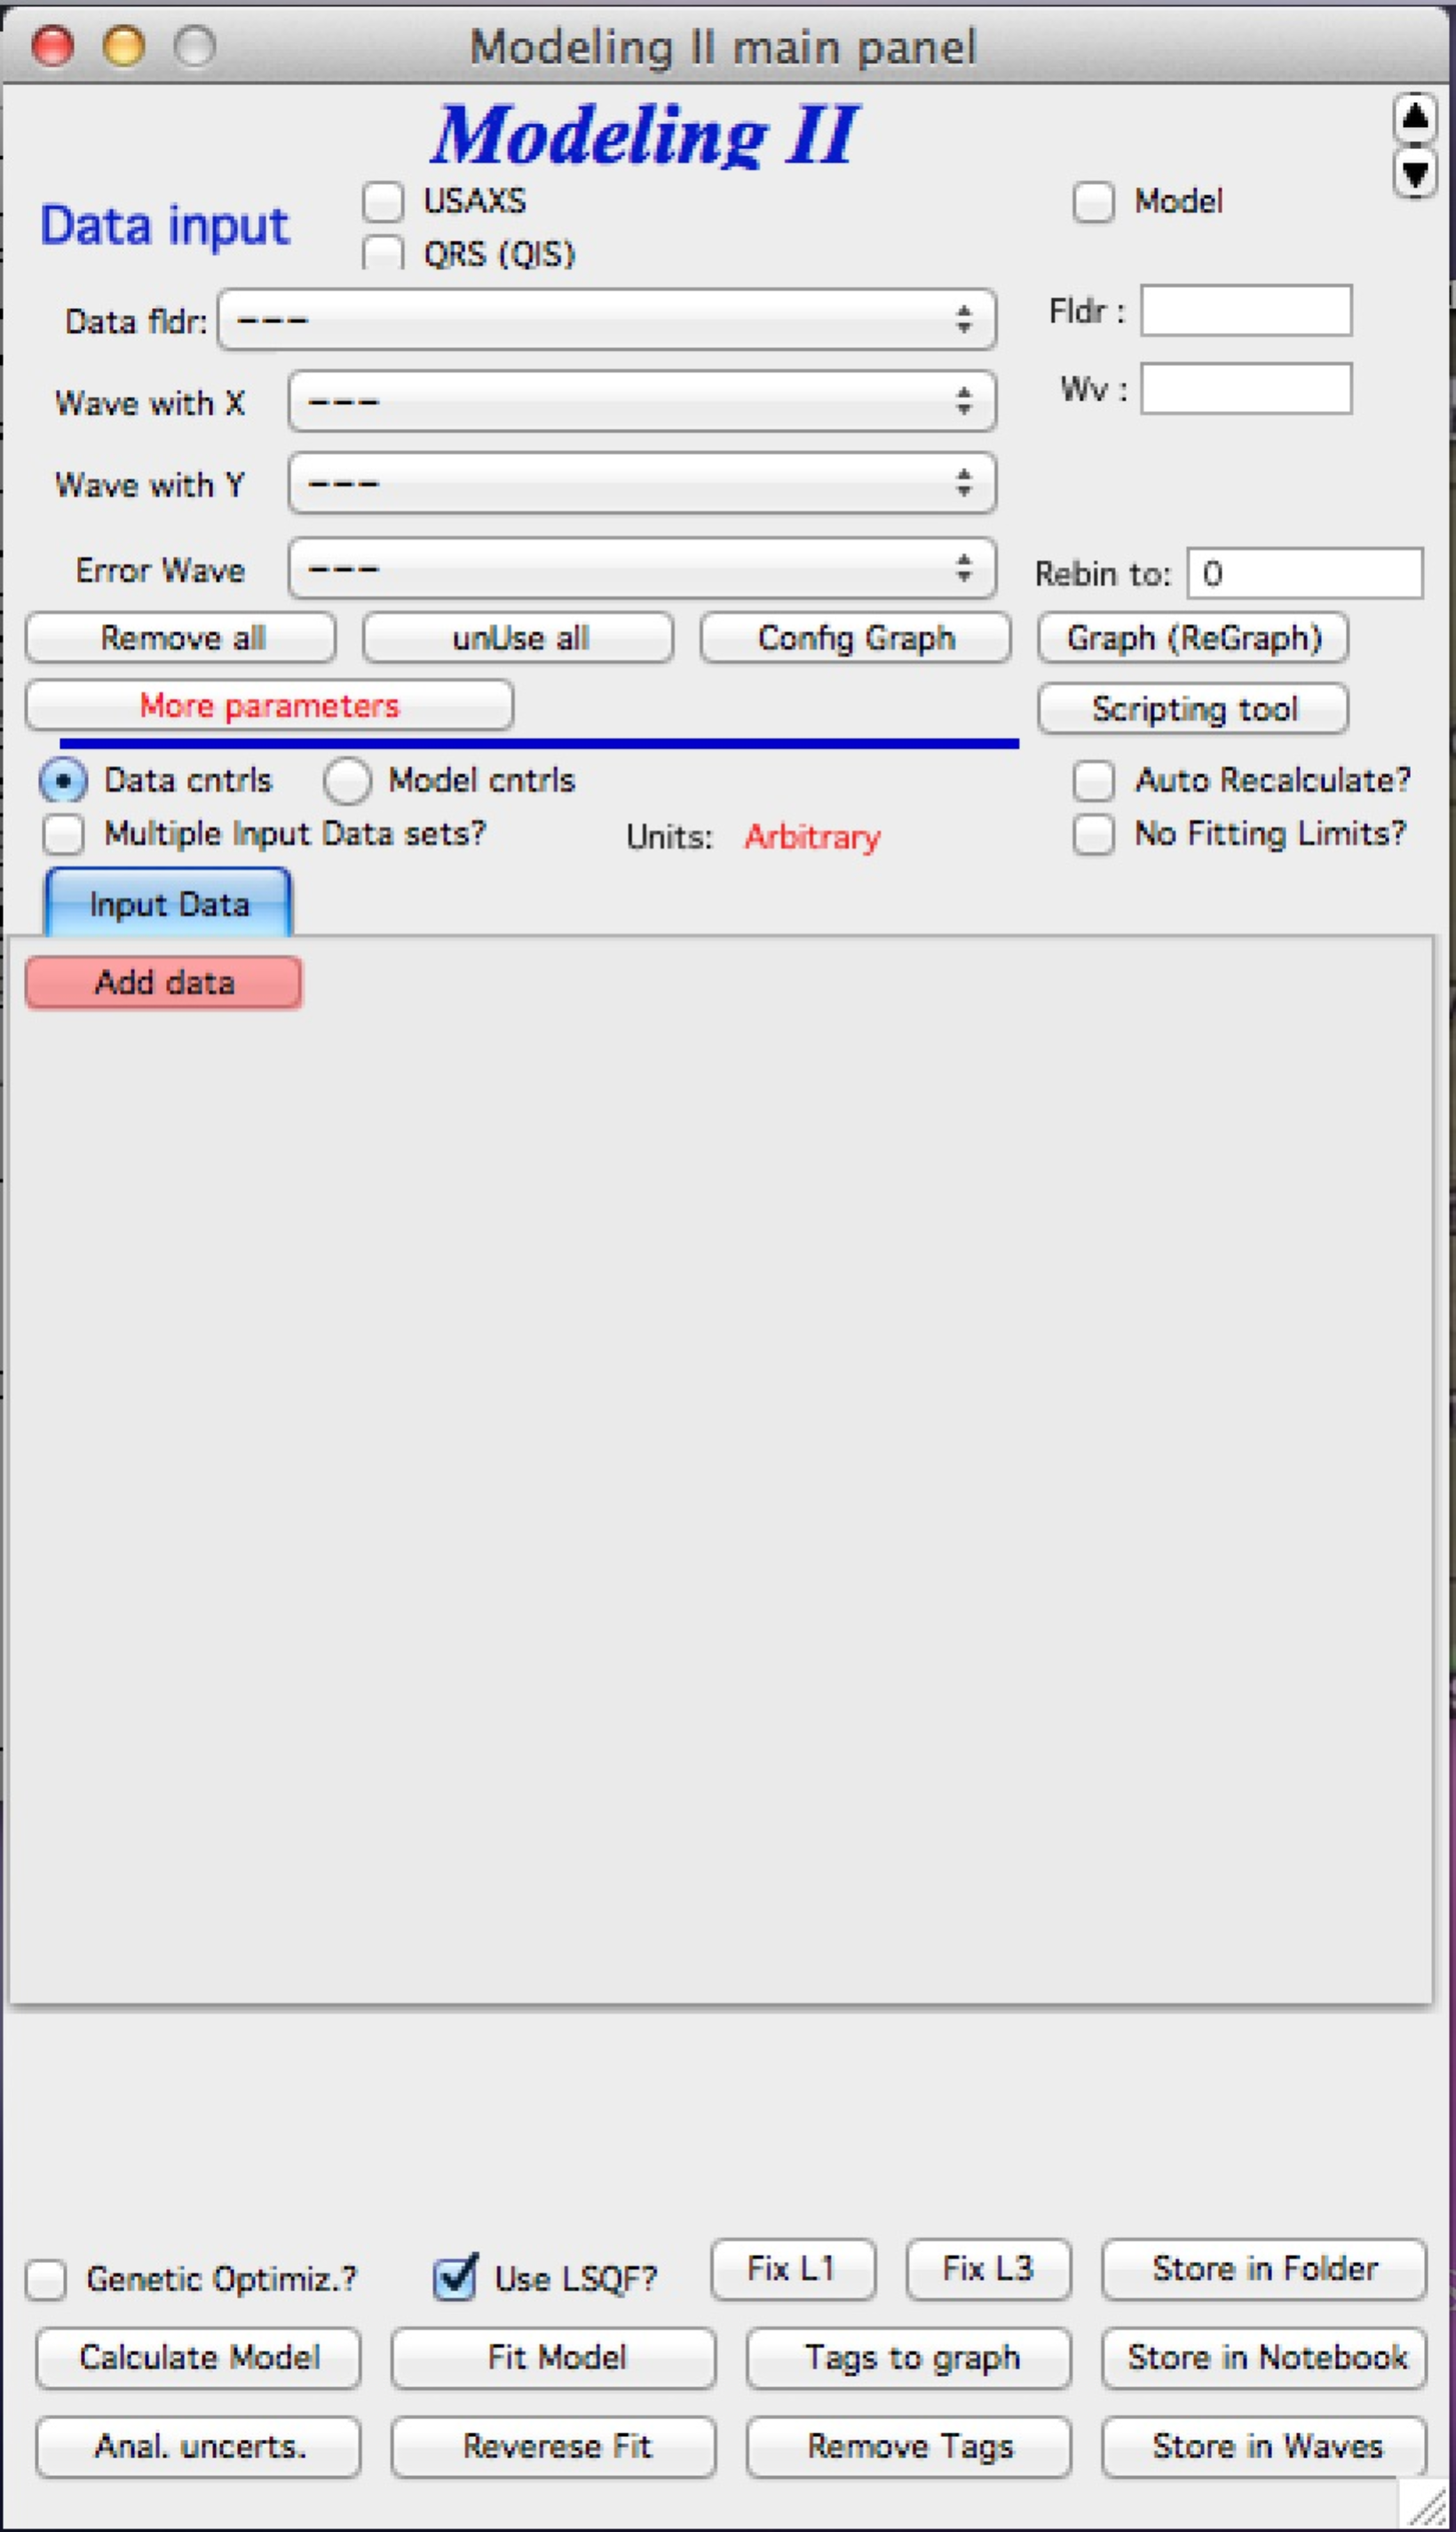 Modeling II main panel
Modeling II
Data input
USAXS
Model
QRS (QIS)
Data fldr: ---
Fldr :
Wave with X ---
Wv :
Wave with Y ---
Error Wave ---
Rebin to: 0
Remove all unUse all Config Graph Graph (ReGraph)
More parameters Scripting tool
Data cntrls Model cntrls Auto Recalculate?
Multiple Input Data sets? Units: Arbitrary No Fitting Limits?
Input Data
Add data
Genetic Optimiz.? Use LSQF? Fix L1 Fix L3 Store in Folder
Calculate Model Fit Model Tags to graph Store in Notebook
Anal. uncerts. Reverese Fit Remove Tags Store in Waves